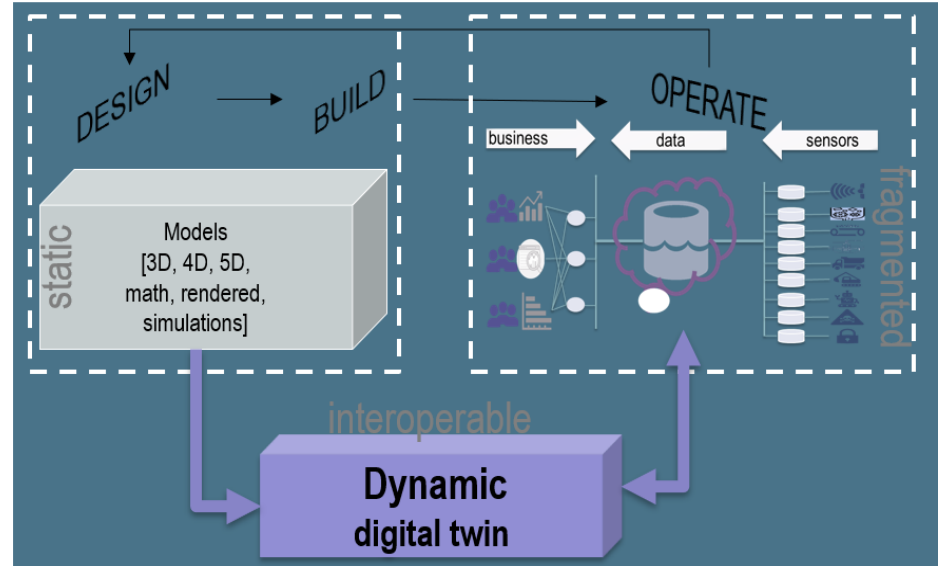 DESIGN
BUILD
OPERATE
business
data
sensors
static
Models
[3D, 4D, 5D,
math, rendered,
simulations]
fragmented
interoperable
Dynamic
digital twin